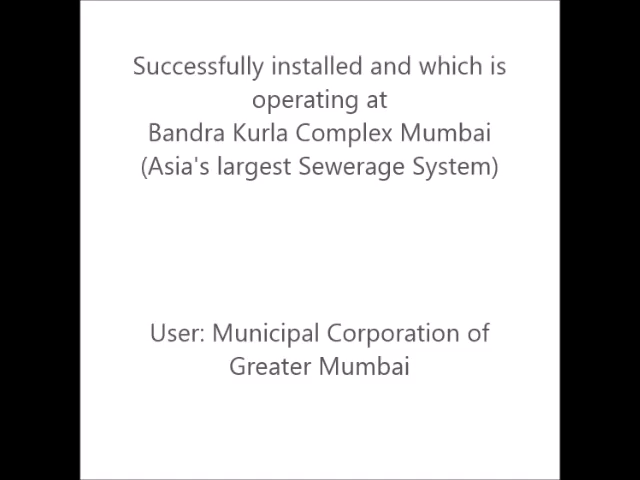 Successfully installed and which is
operating at
Bandra Kurla Complex Mumbai
(Asia's largest Sewerage System)
User: Municipal Corporation of
Greater Mumbai